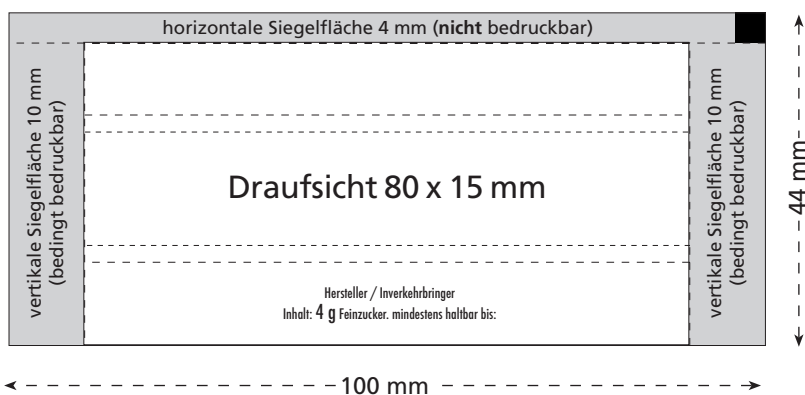 horizontale Siegelfläche 4 mm (nicht bedruckbar)
vertikale Siegelfläche 10 mm
(bedingt bedruckbar)
Draufsicht 80 x 15 mm
Hersteller / Inverkehrbringer
Inhalt: 4 g Feinzucker. mindestens haltbar bis:
vertikale Siegelfläche 10 mm
(bedingt bedruckbar)
44 mm
100 mm